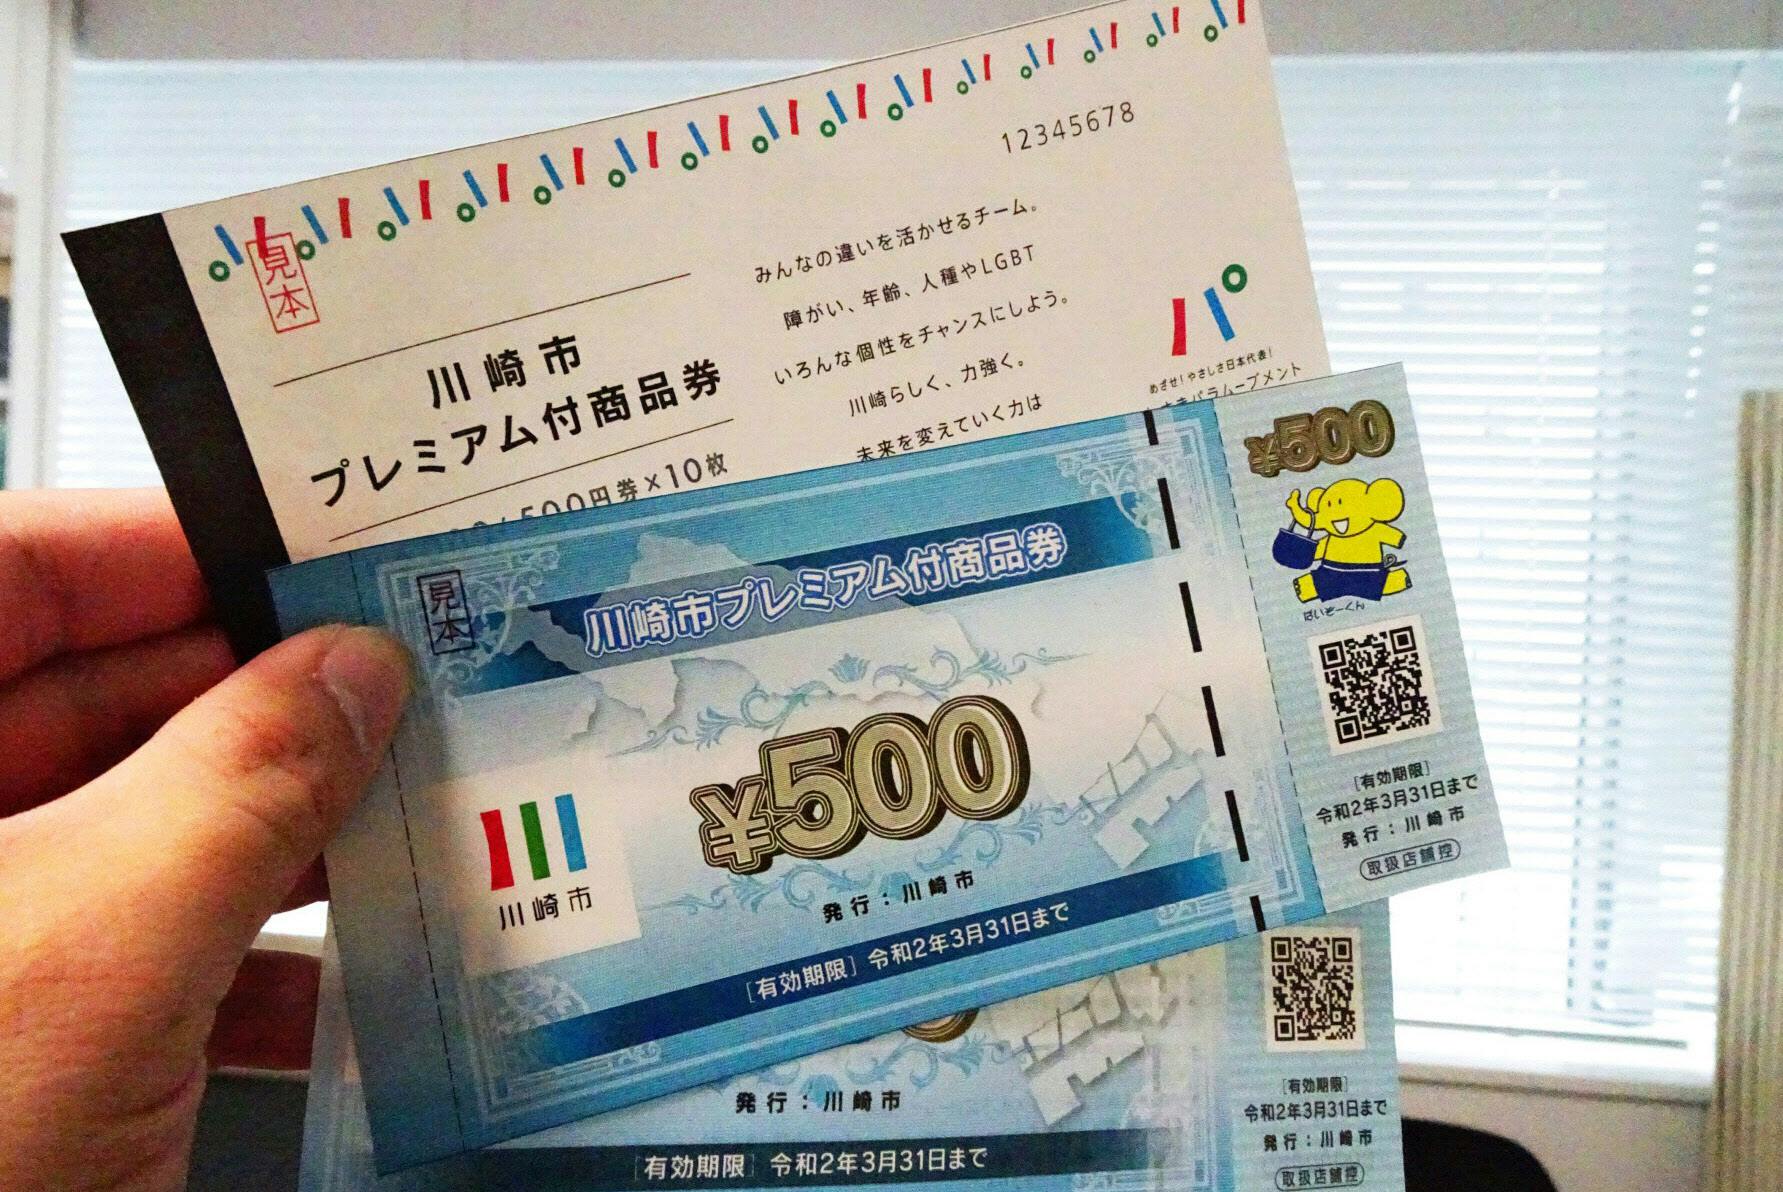 12345678
見本
川崎市
プレミアム付商品券
500円券×10枚
みんなの違いを活かせるチーム。
障がい、年齢、人種やLGBT
いろんな個性をチャンスにしよう。
川崎らしく、力強く。
未来を変えていく力は
パ
めざせ!やさしさ日本代表!
パラムーブメント
見本
川崎市プレミアム付商品券
¥500
川崎市
発行:川崎市
[有効期限] 令和2年3月31日まで
¥500
ぱいぞーくん
[有効期限]
令和2年3月31日まで
発行:川崎市
取扱店舗控
発行:川崎市
[有効期限] 令和2年3月31日まで
[有効期限]
令和2年3月31日まで
発行:川崎市
取扱店舗控